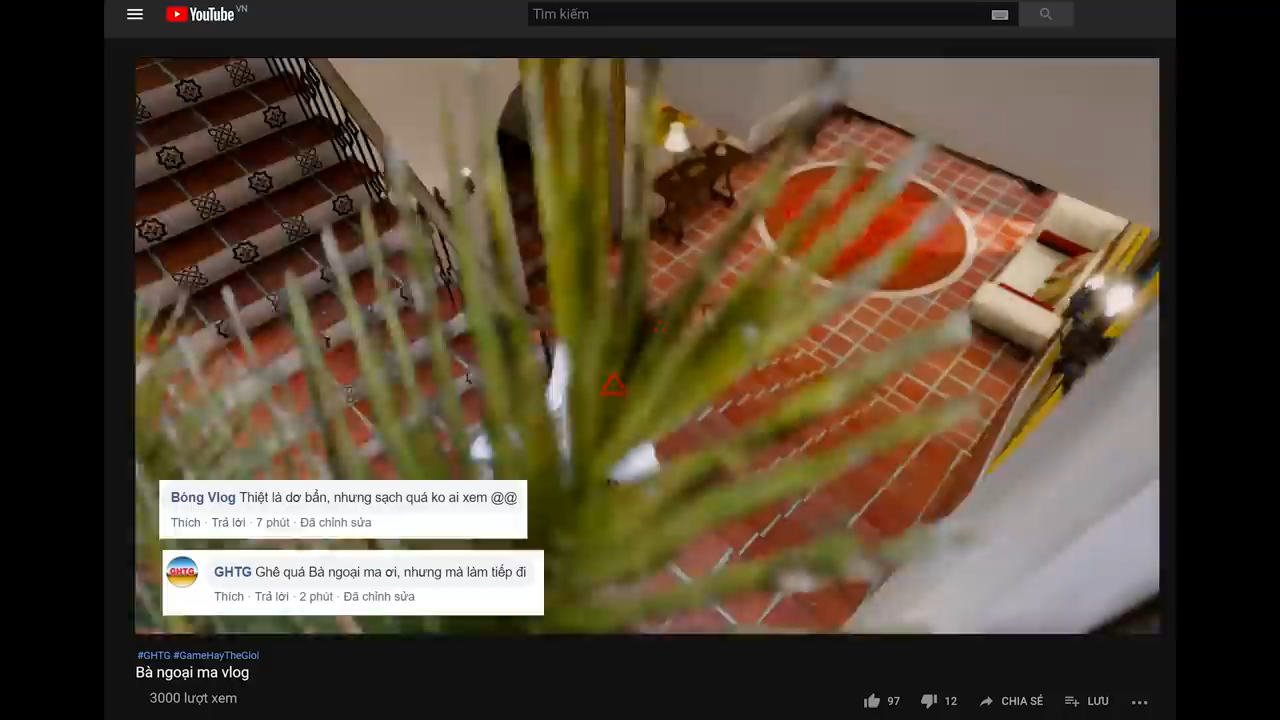 YouTube VN
Tìm kiếm
Bóng Vlog Thiệt là dơ bẩn, nhưng sạch quá ko ai xem @@
Thích · Trả lời · 7 phút · Đã chỉnh sửa
GHTG
GHTG Ghê quá Bà ngoại ma ơi, nhưng mà làm tiếp đi
Thích · Trả lời · 2 phút · Đã chỉnh sửa
#GHTG #GameHayTheGioi
Bà ngoại ma vlog
3000 lượt xem
97 12 CHIA SẺ LƯU